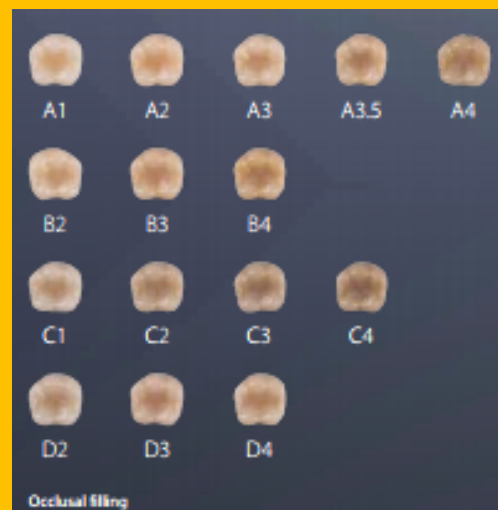 A1 A2 A3 A3.5 A4
B2 B3 B4
C1 C2 C3 C4
D2 D3 D4
Occlusal filling